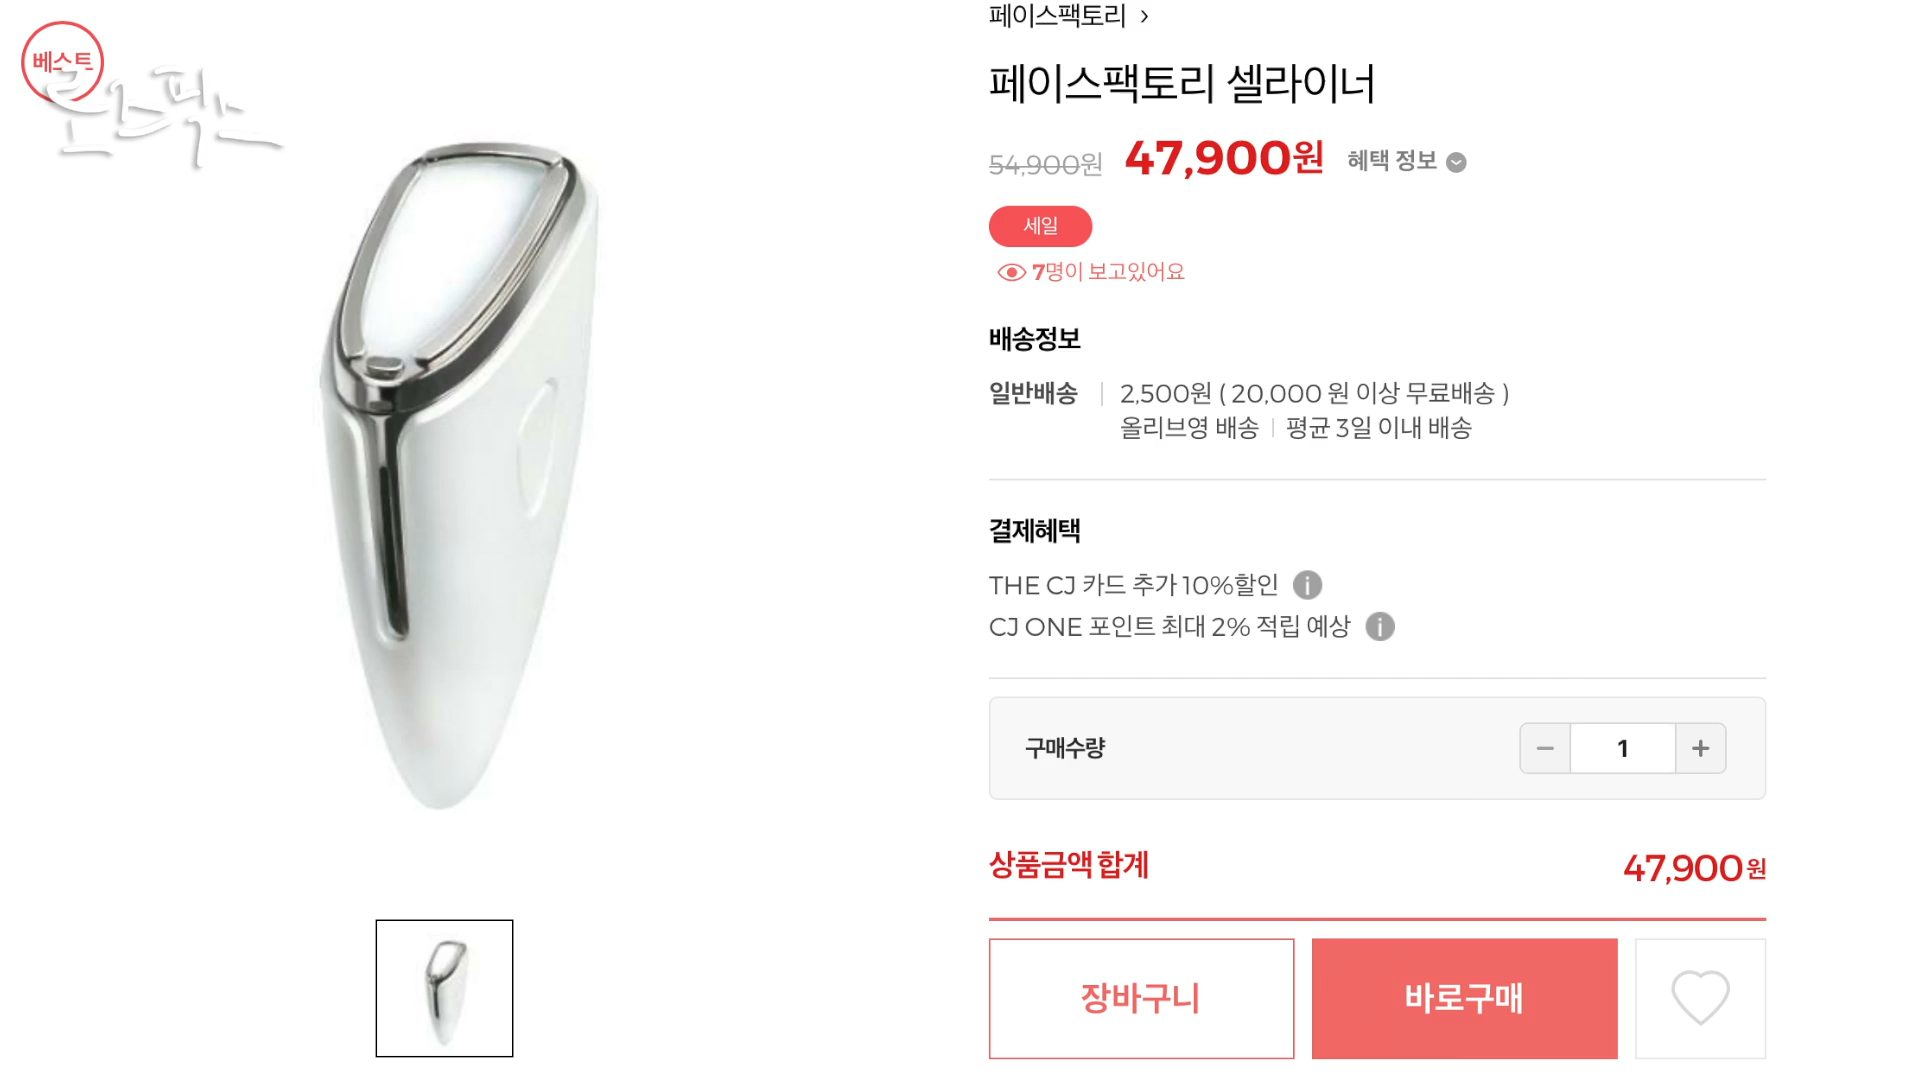 베스트
로스팩스
페이스팩토리
페이스팩토리 셀라이너
54,900원 47,900원 혜택 정보
세일
7명이 보고있어요
배송정보
일반배송 2,500원 ( 20,000 원 이상 무료배송 )
올리브영 배송 | 평균 3일 이내 배송
결제혜택
THE CJ 카드 추가 10%할인
CJ ONE 포인트 최대 2% 적립 예상
구매수량 − 1 +
상품금액 합계 47,900원
장바구니 바로구매